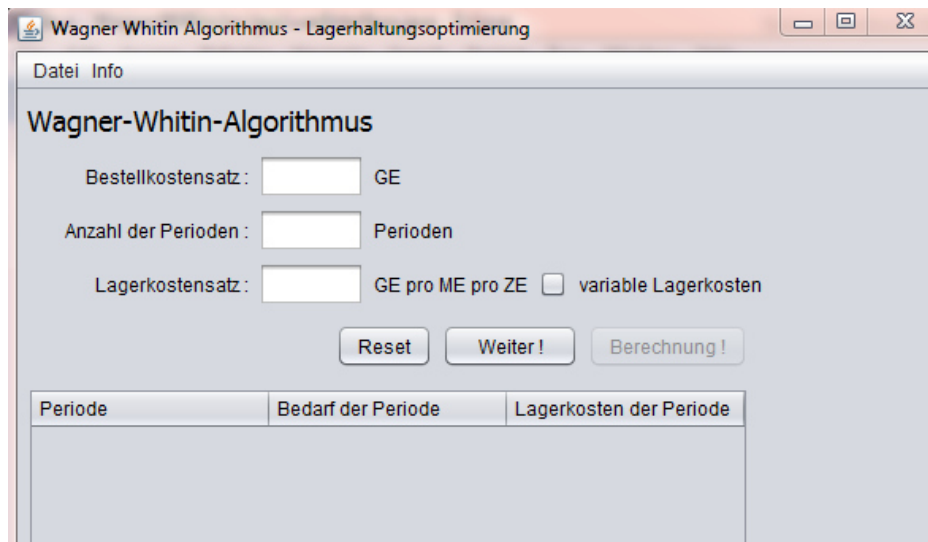 Wagner Whitin Algorithmus - Lagerhaltungsoptimierung
Datei Info
Wagner-Whitin-Algorithmus
Bestellkostensatz : GE
Anzahl der Perioden : Perioden
Lagerkostensatz : GE pro ME pro ZE variable Lagerkosten
Reset Weiter ! Berechnung !
Periode Bedarf der Periode Lagerkosten der Periode